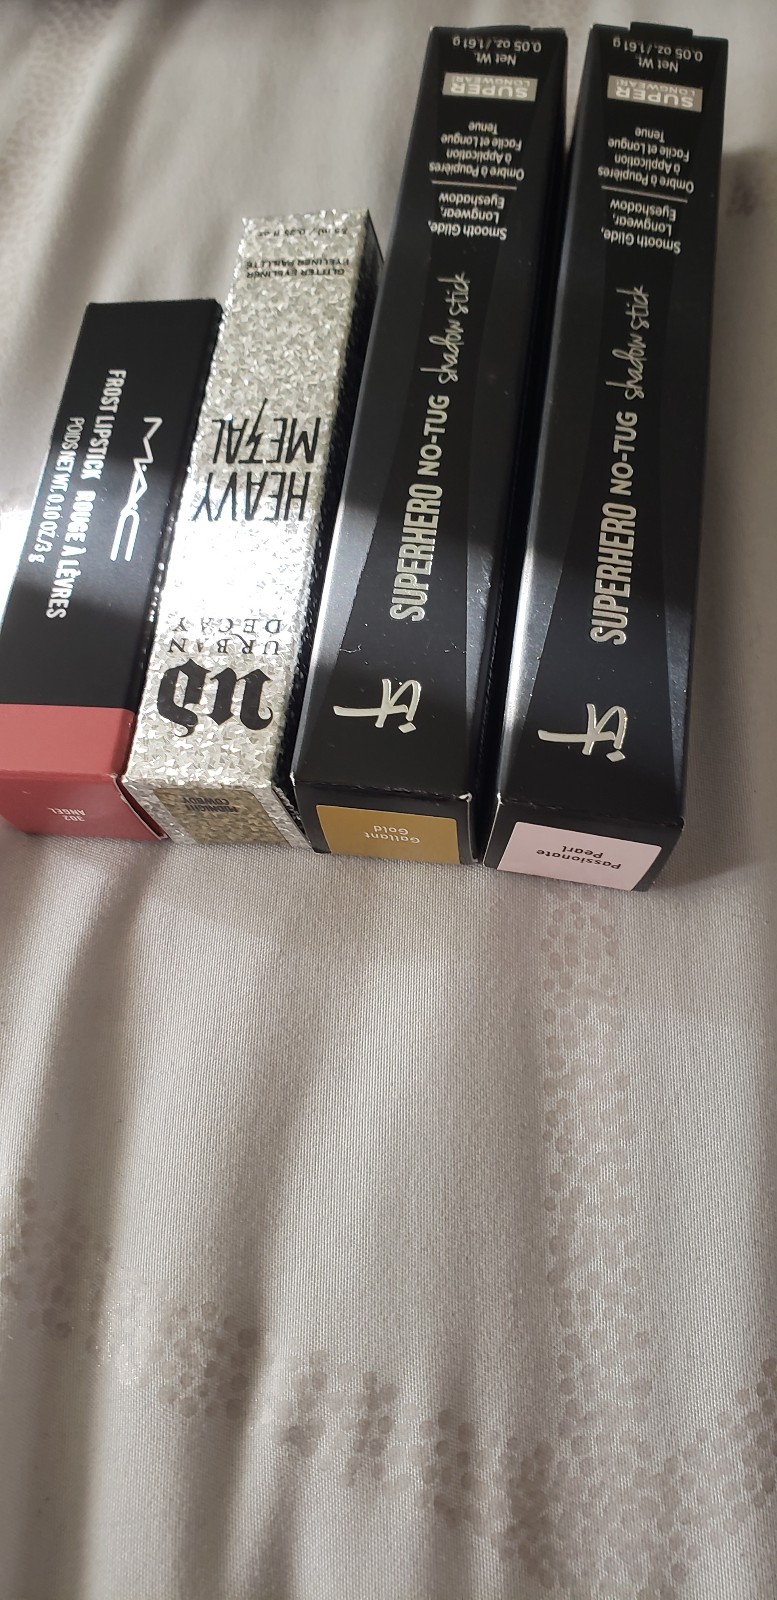 MAC
FROST LIPSTICK ROUGE À LÈVRES
POIDS NET WT. 0.10 OZ./3 g
302
ANGEL
GLITTER EYELINER
EYELINER PAILLETÉ
HEAVY
METAL
URBAN
DECAY
UD
MIDNIGHT
COWBOY
it
SUPERHERO NO-TUG shadow stick
Smooth Glide,
Longwear,
Eyeshadow
Ombre à Paupières
à Application
Facile et Longue
Tenue
SUPER
LONGWEAR!
Net Wt.
0.05 oz./1.61 g
Gallant
Gold
it
SUPERHERO NO-TUG shadow stick
Smooth Glide,
Longwear,
Eyeshadow
Ombre à Paupières
à Application
Facile et Longue
Tenue
SUPER
LONGWEAR!
Net Wt.
0.05 oz./1.61 g
Passionate
Pearl